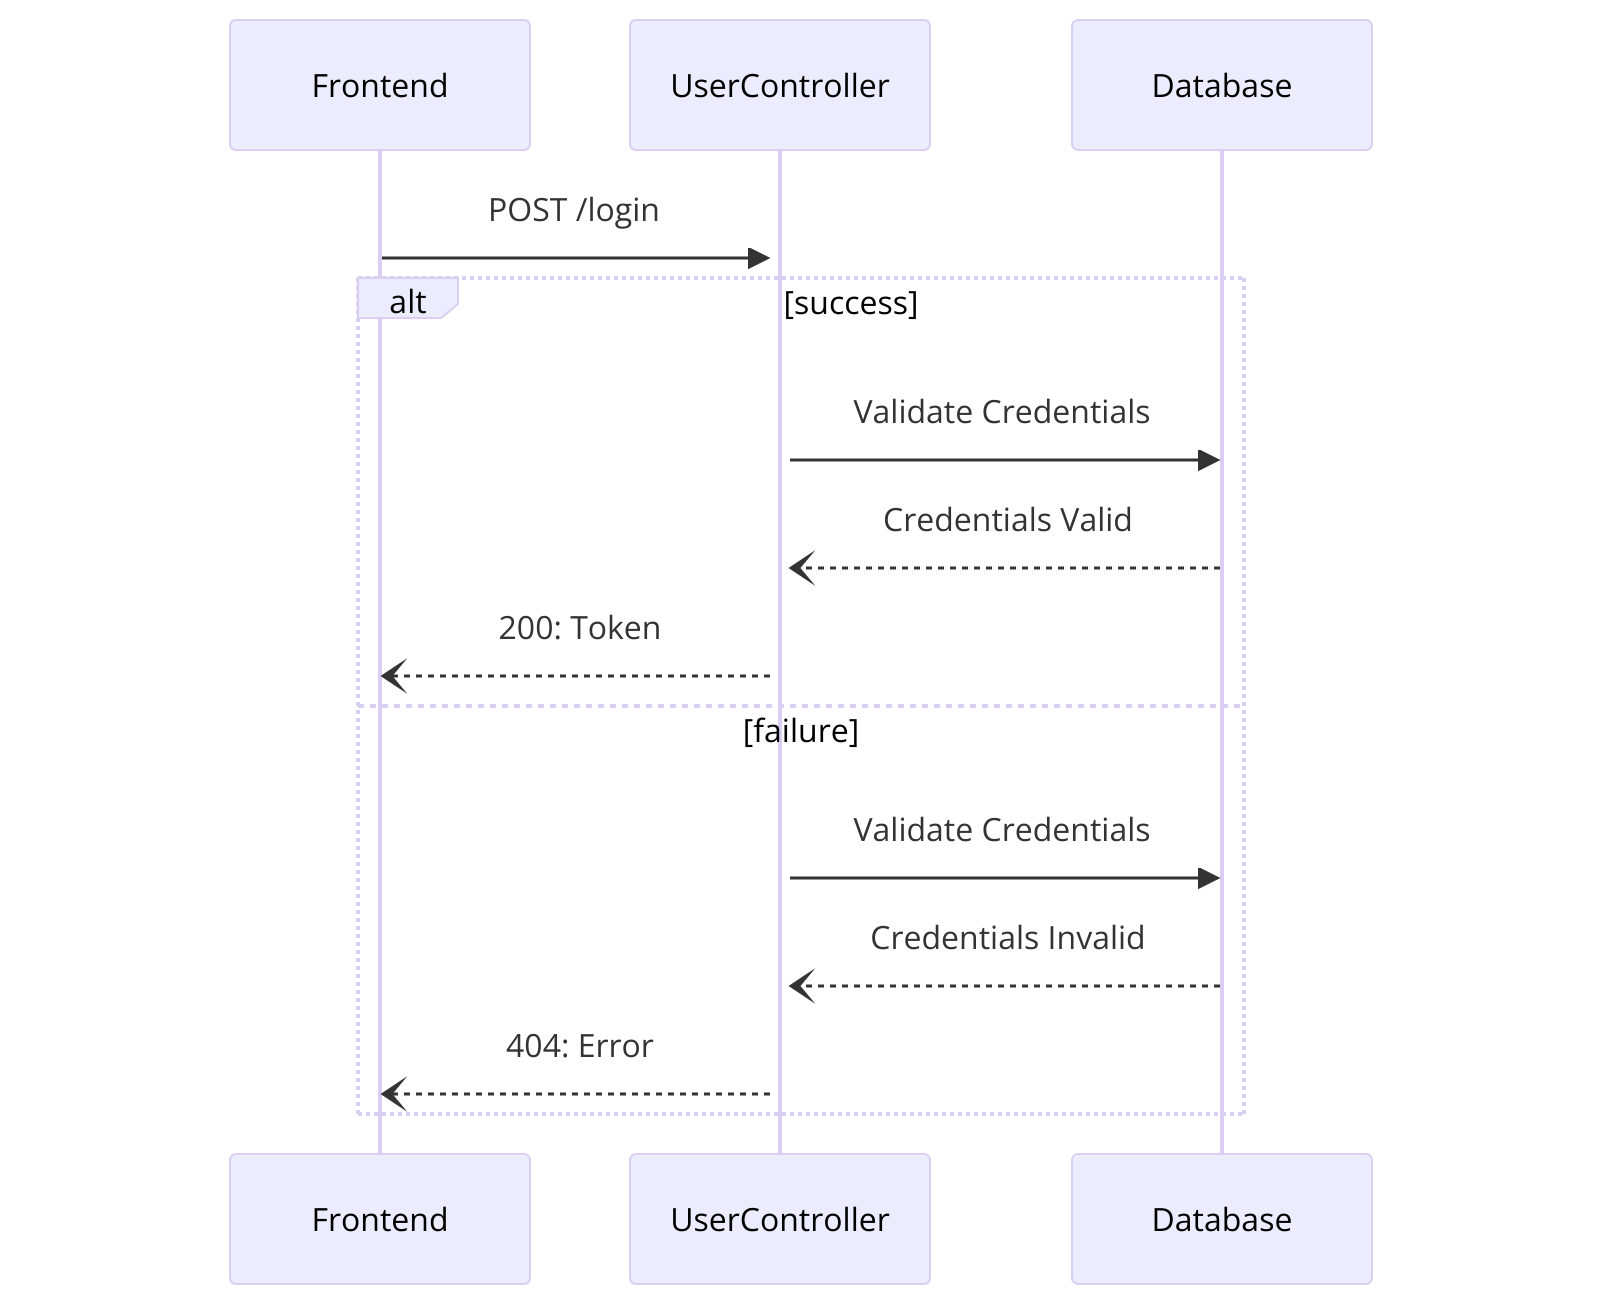 Frontend
UserController
Database
POST /login
alt
[success]
Validate Credentials
Credentials Valid
200: Token
[failure]
Validate Credentials
Credentials Invalid
404: Error
Frontend
UserController
Database